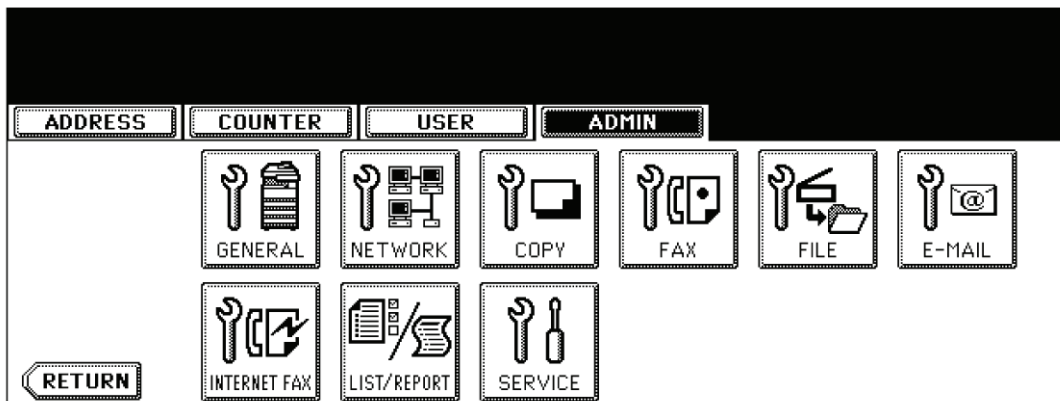 ADDRESS COUNTER USER ADMIN
GENERAL NETWORK COPY FAX FILE E-MAIL
INTERNET FAX LIST/REPORT SERVICE
RETURN